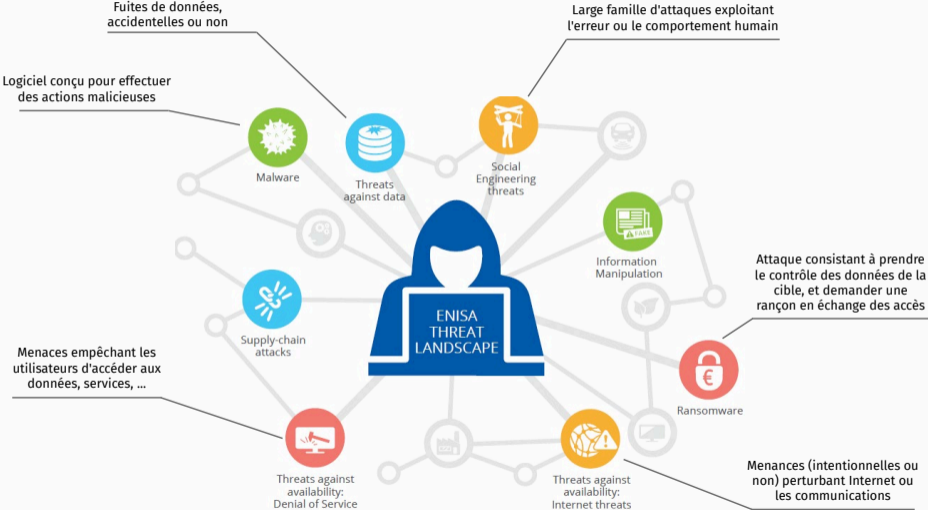 Fuites de données,
accidentelles ou non
Large famille d'attaques exploitant
l'erreur ou le comportement humain
Logiciel conçu pour effectuer
des actions malicieuses
Malware
Threats
against data
Social
Engineering
threats
FAKE
Information
Manipulation
Attaque consistant à prendre
le contrôle des données de la
cible, et demander une
rançon en échange des accès
ENISA
THREAT
LANDSCAPE
Supply-chain
attacks
Menaces empêchant les
utilisateurs d'accéder aux
données, services, ...
€
Ransomware
Threats against
availability:
Denial of Service
Threats against
availability:
Internet threats
Menances (intentionnelles ou
non) perturbant Internet ou
les communications